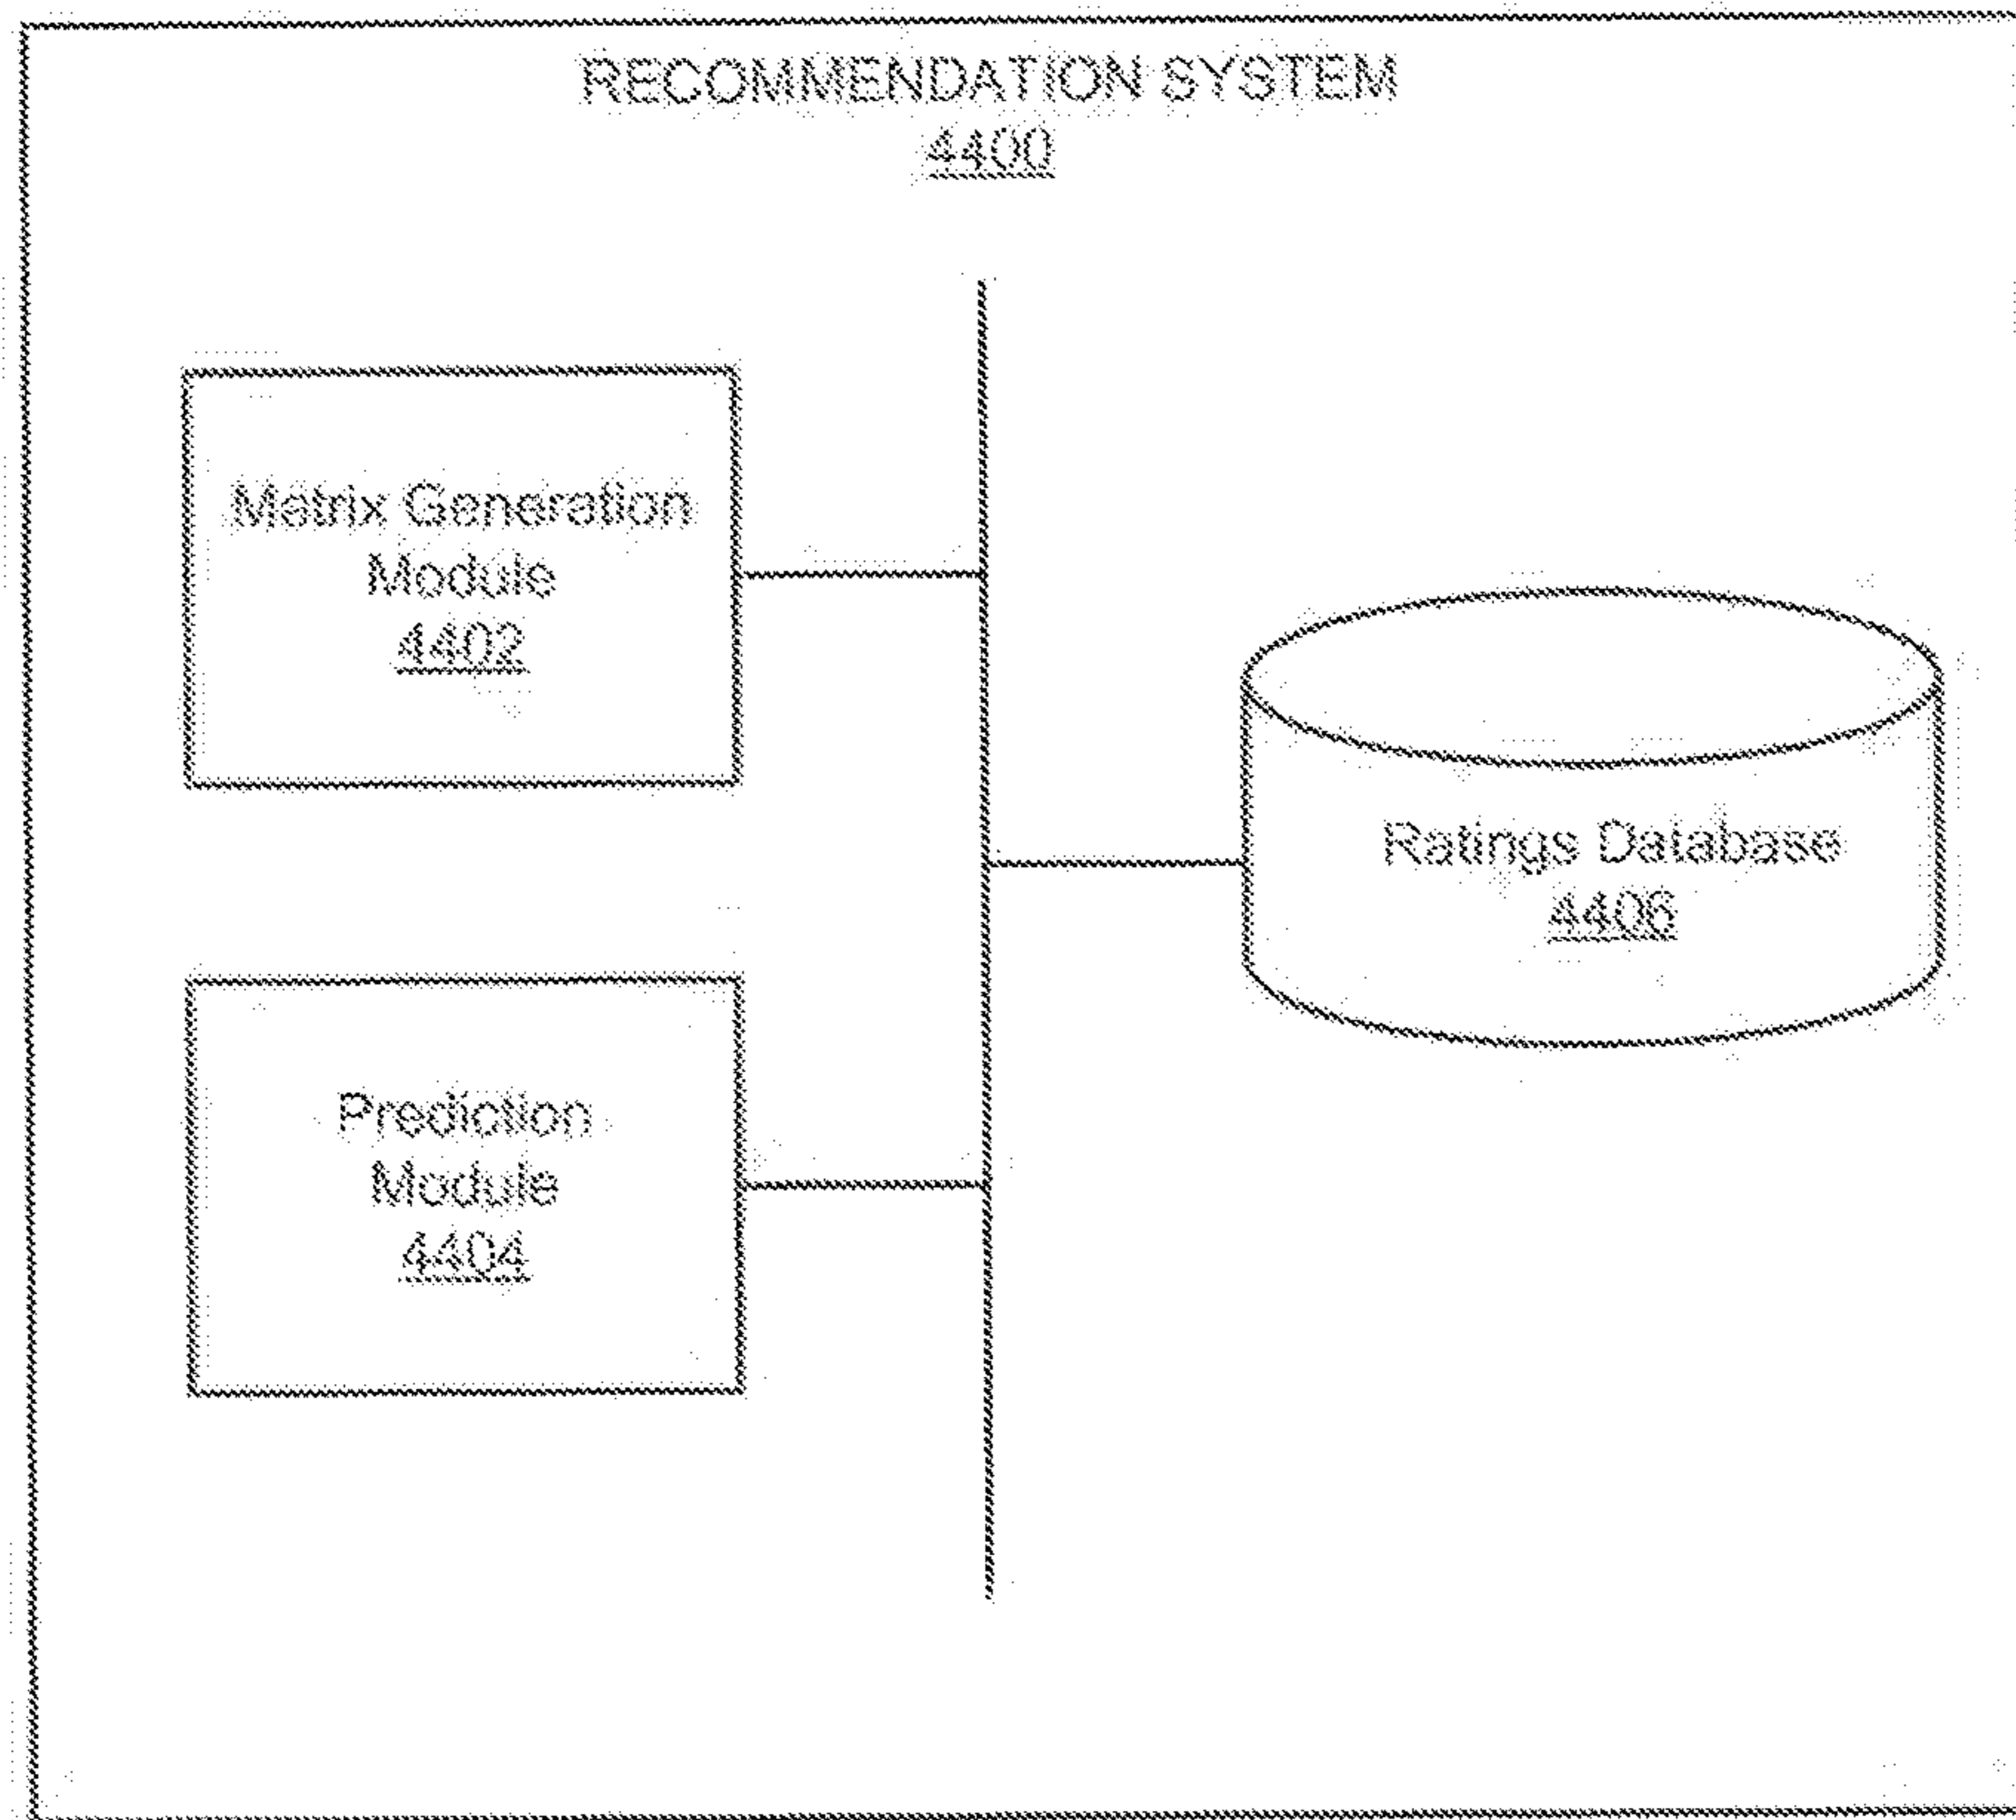 RECOMMENDATION SYSTEM
4400
Matrix Generation
Module
4402
Ratings Database
4406
Prediction
Module
4404